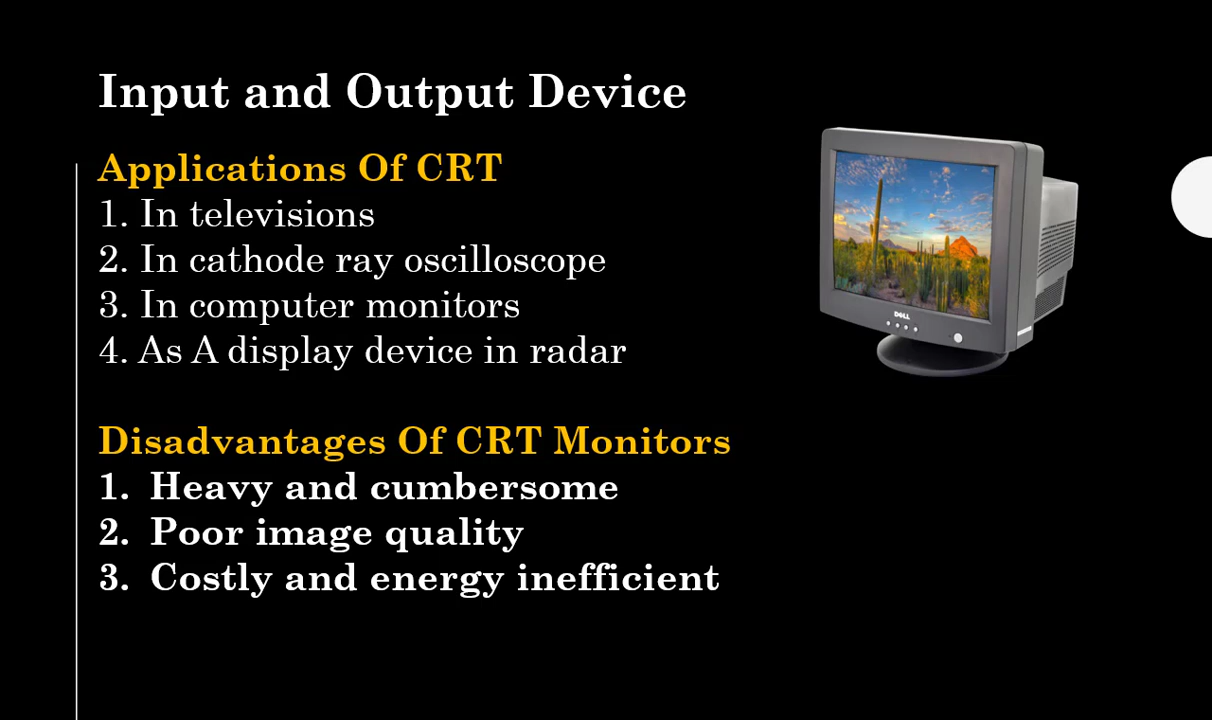 Input and Output Device
Applications Of CRT
1. In televisions
2. In cathode ray oscilloscope
3. In computer monitors
4. As A display device in radar
DELL
Disadvantages Of CRT Monitors
1. Heavy and cumbersome
2. Poor image quality
3. Costly and energy inefficient